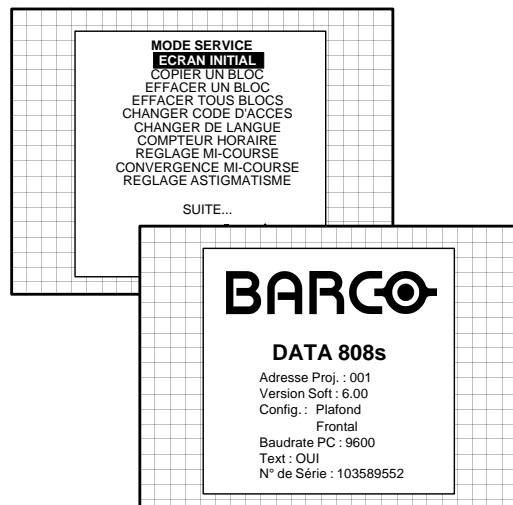 MODE SERVICE
ECRAN INITIAL
COPIER UN BLOC
EFFACER UN BLOC
EFFACER TOUS BLOCS
CHANGER CODE D'ACCES
CHANGER DE LANGUE
COMPTEUR HORAIRE
REGLAGE MI-COURSE
CONVERGENCE MI-COURSE
REGLAGE ASTIGMATISME
SUITE...
BARCO
DATA 808s
Adresse Proj. : 001
Version Soft : 6.00
Config. : Plafond
Frontal
Baudrate PC : 9600
Text : OUI
N° de Série : 103589552